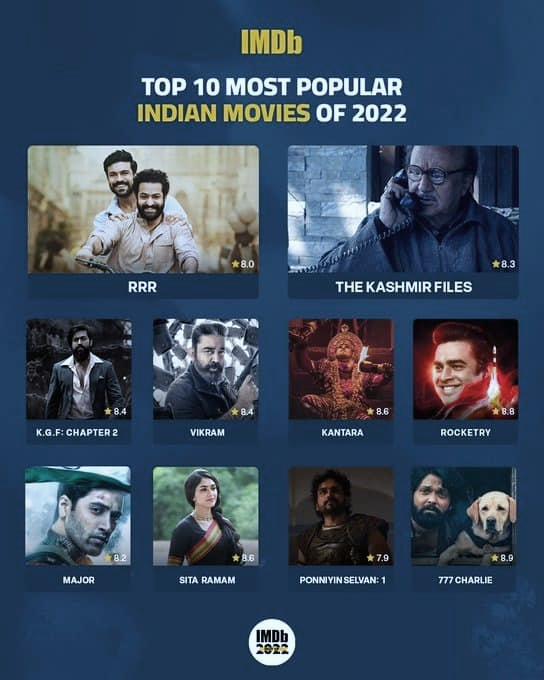 IMDb
TOP 10 MOST POPULAR
INDIAN MOVIES OF 2022
★8.0
★8.3
RRR
THE KASHMIR FILES
★8.4
★8.4
★8.6
★8.8
K.G.F: CHAPTER 2
VIKRAM
KANTARA
ROCKETRY
★8.2
★8.6
★7.9
★8.9
MAJOR
SITA RAMAM
PONNIYIN SELVAN: 1
777 CHARLIE
IMDb
2022